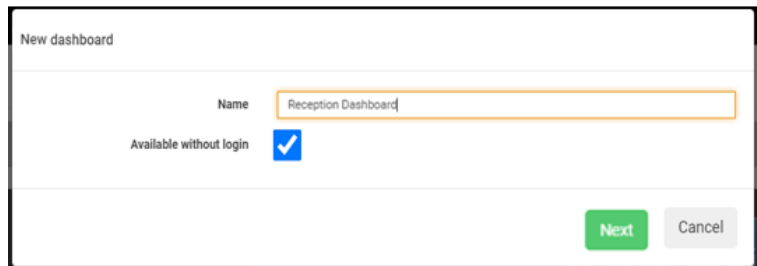 New dashboard
Name
Reception Dashboard
Available without login
Next
Cancel